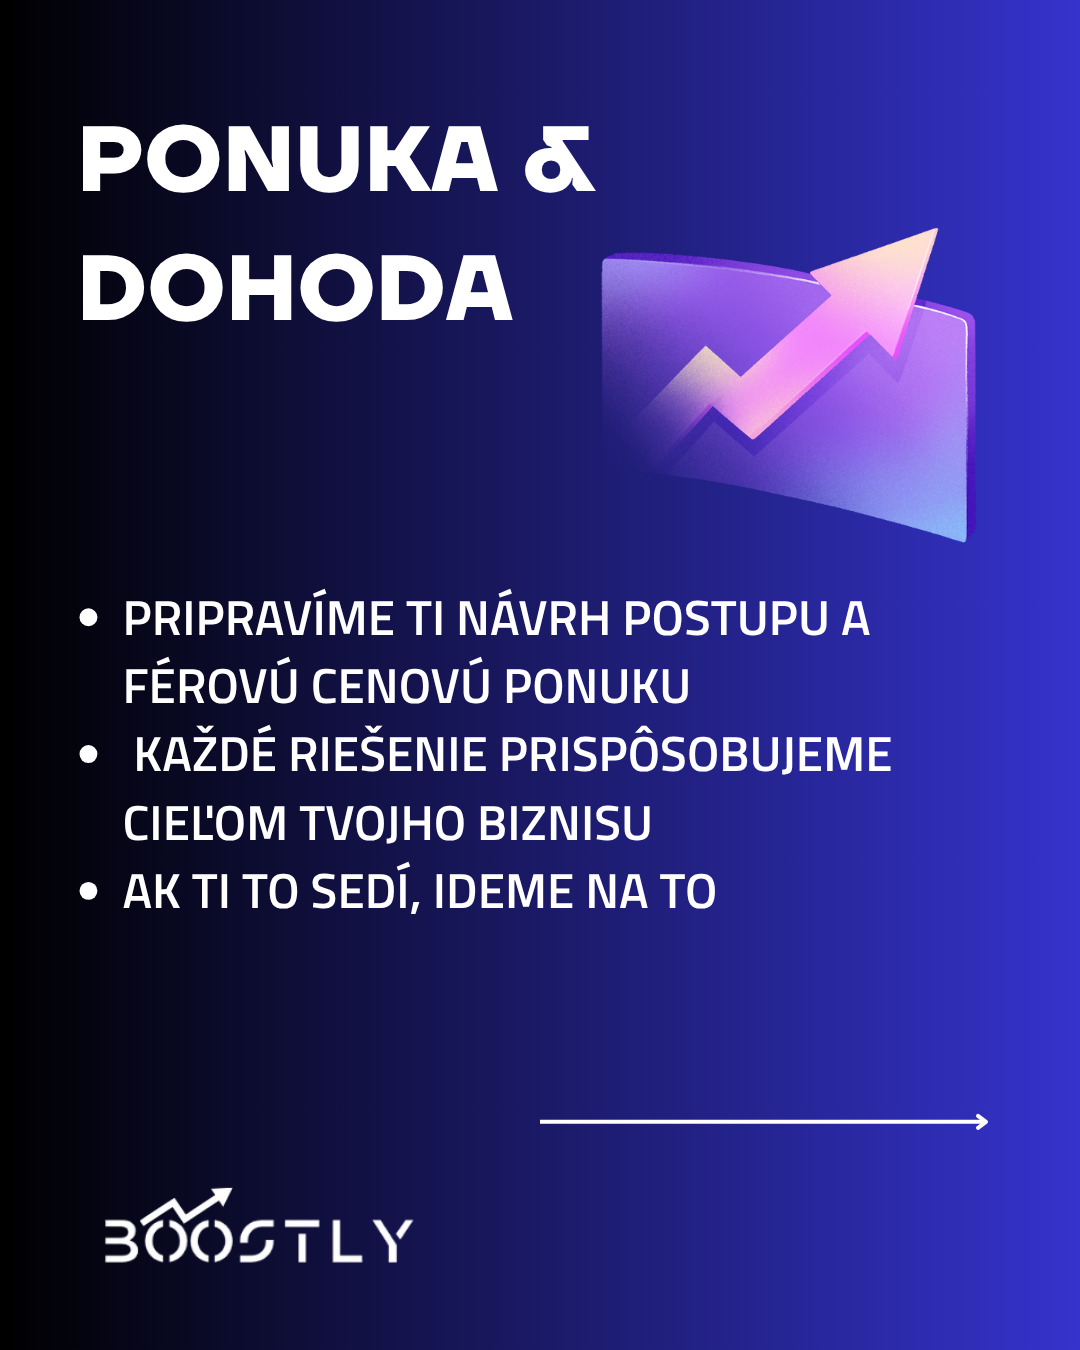 PONUKA &
DOHODA
• PRIPRAVÍME TI NÁVRH POSTUPU A
FÉROVÚ CENOVÚ PONUKU
• KAŽDÉ RIEŠENIE PRISPÔSOBUJEME
CIEĽOM TVOJHO BIZNISU
• AK TI TO SEDÍ, IDEME NA TO
BOOSTLY